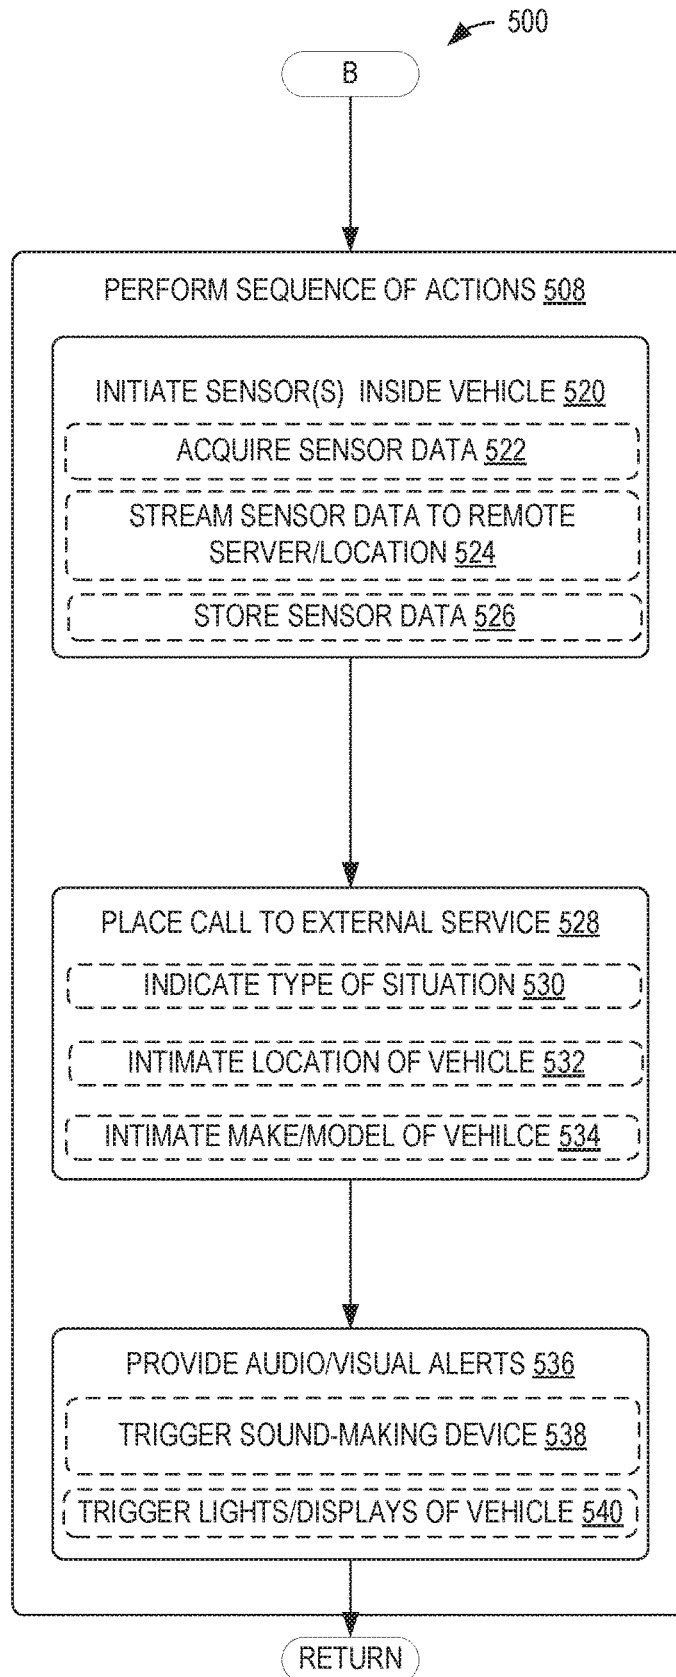 500
B
PERFORM SEQUENCE OF ACTIONS 508
INITIATE SENSOR(S) INSIDE VEHICLE 520
ACQUIRE SENSOR DATA 522
STREAM SENSOR DATA TO REMOTE
SERVER/LOCATION 524
STORE SENSOR DATA 526
PLACE CALL TO EXTERNAL SERVICE 528
INDICATE TYPE OF SITUATION 530
INTIMATE LOCATION OF VEHICLE 532
INTIMATE MAKE/MODEL OF VEHILCE 534
PROVIDE AUDIO/VISUAL ALERTS 536
TRIGGER SOUND-MAKING DEVICE 538
TRIGGER LIGHTS/DISPLAYS OF VEHICLE 540
RETURN